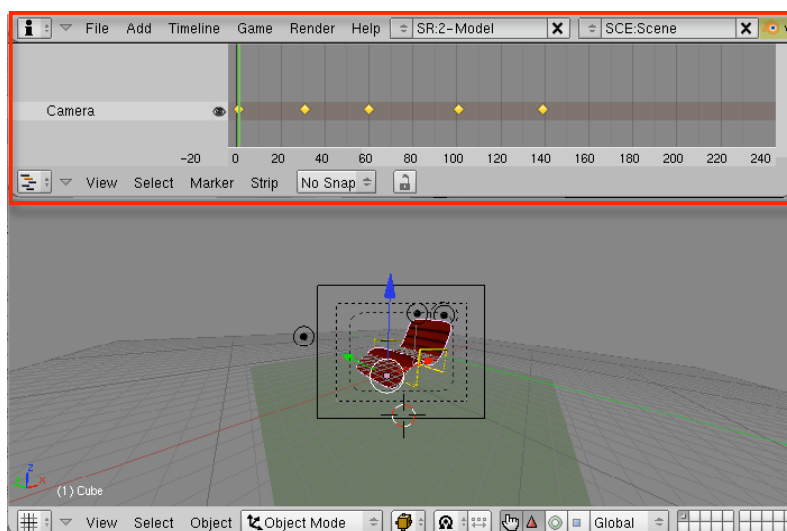 File Add Timeline Game Render Help SR:2-Model X SCE:Scene X
Camera
-20 0 20 40 60 80 100 120 140 160 180 200 220 240
View Select Marker Strip No Snap
z
x
(1) Cube
View Select Object Object Mode Global